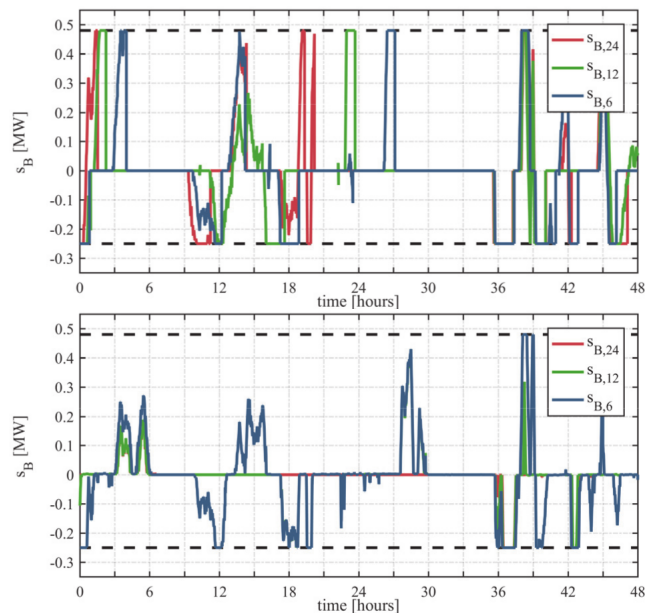 0.5
0.4
0.3
0.2
0.1
0
-0.1
-0.2
-0.3
s_B [MW]
s_B,24
s_B,12
s_B,6
0 6 12 18 24 30 36 42 48
time [hours]
0.5
0.4
0.3
0.2
0.1
0
-0.1
-0.2
-0.3
s_B [MW]
s_B,24
s_B,12
s_B,6
0 6 12 18 24 30 36 42 48
time [hours]